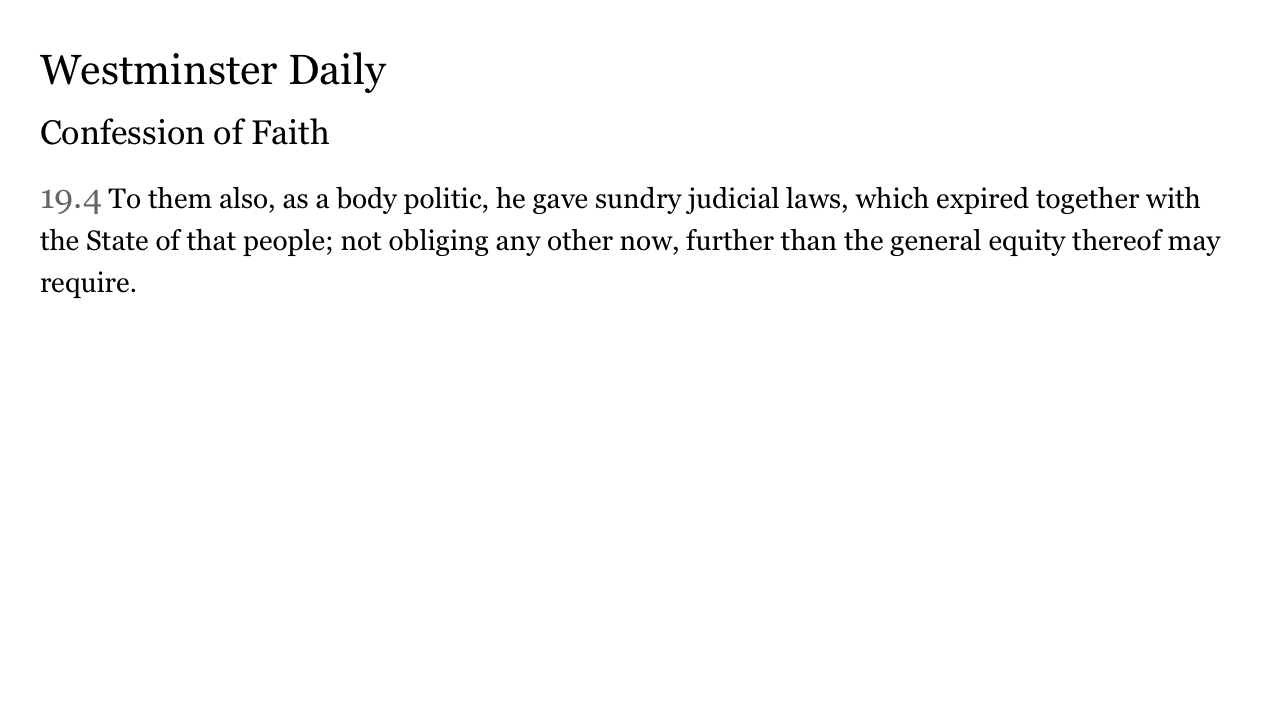 Westminster Daily
Confession of Faith
19.4 To them also, as a body politic, he gave sundry judicial laws, which expired together with
the State of that people; not obliging any other now, further than the general equity thereof may
require.